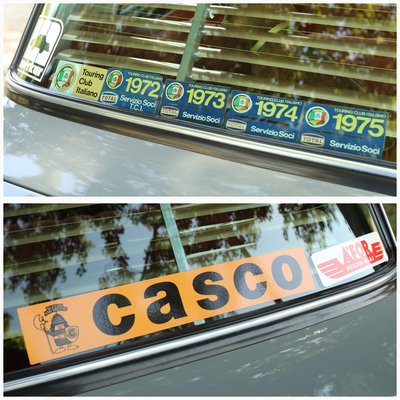 Touring
Club
Italiano
TOURING CLUB ITALIANO
1972
TOTAL
Servizio Soci
T.C.I.
TOURING CLUB ITALIANO
1973
TOTAL
Servizio Soci
TOURING CLUB ITALIANO
1974
TOTAL
Servizio Soci
TOURING CLUB ITALIANO
1975
TOTAL
Servizio Soci
casco